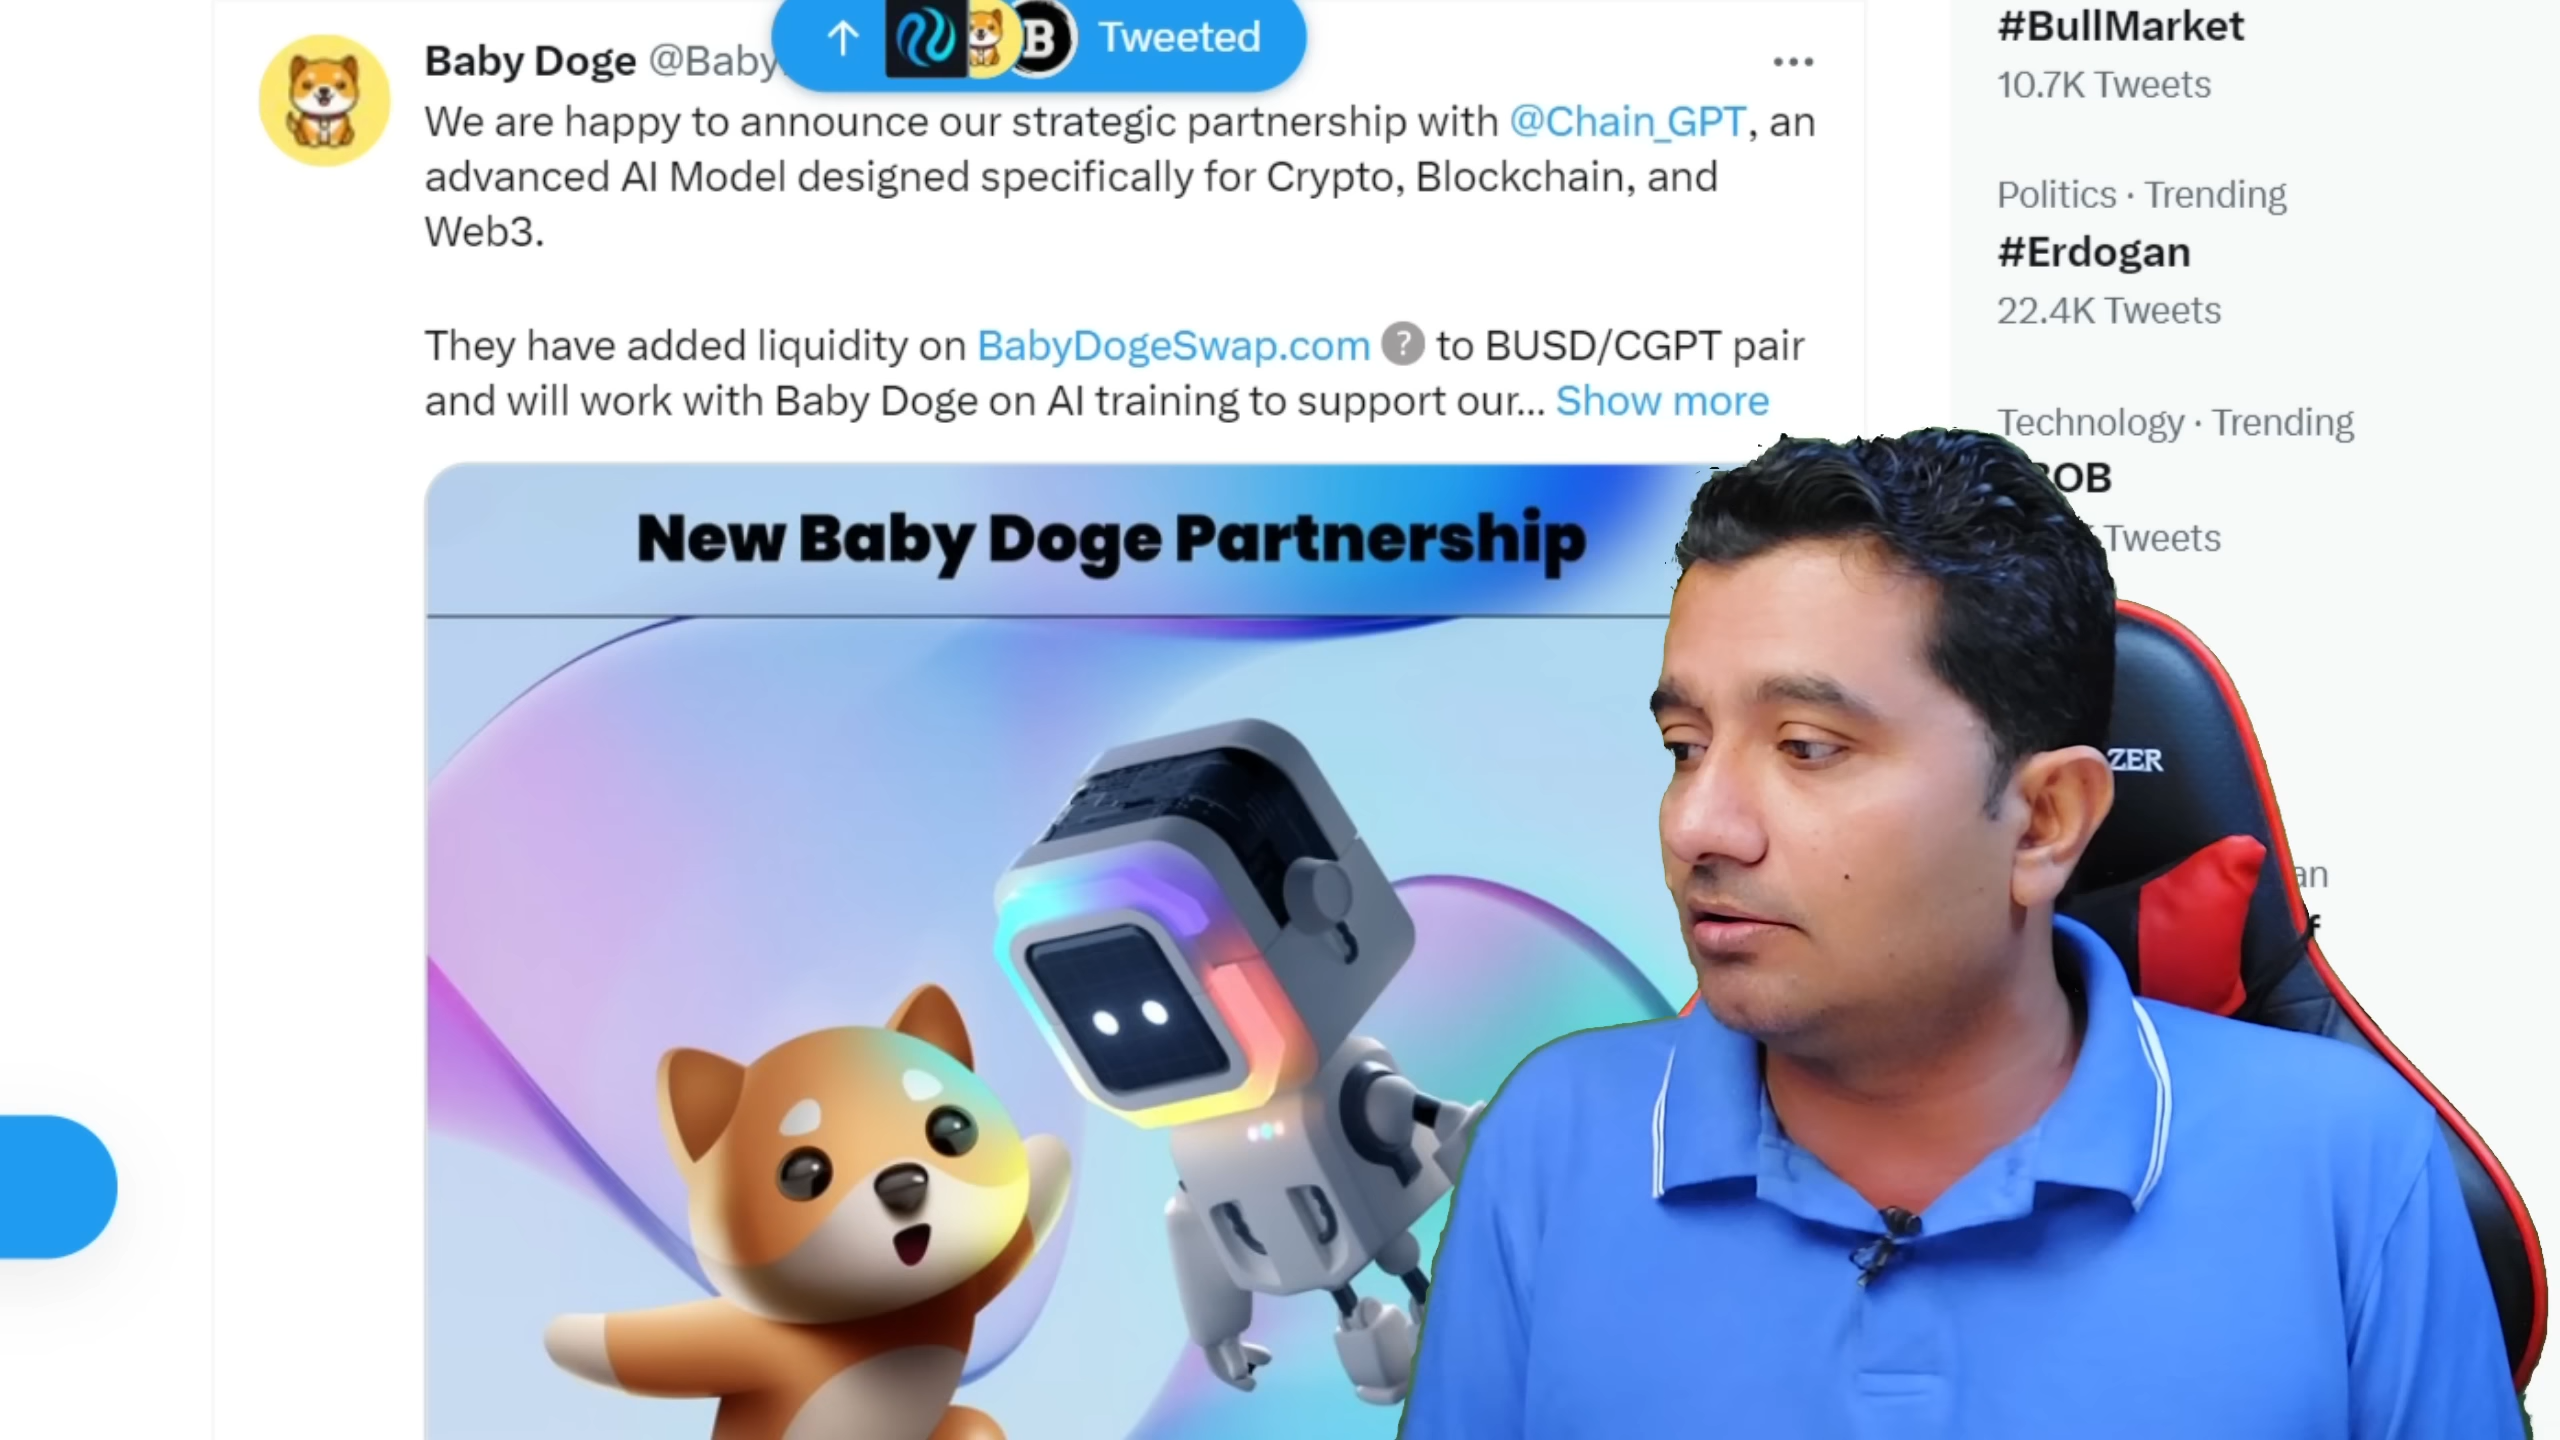 Baby Doge @Baby
B Tweeted
We are happy to announce our strategic partnership with @Chain_GPT, an
advanced AI Model designed specifically for Crypto, Blockchain, and
Web3.
They have added liquidity on BabyDogeSwap.com ? to BUSD/CGPT pair
and will work with Baby Doge on AI training to support our... Show more
New Baby Doge Partnership
#BullMarket
10.7K Tweets
Politics · Trending
#Erdogan
22.4K Tweets
Technology · Trending
OB
Tweets
an
f
ZER